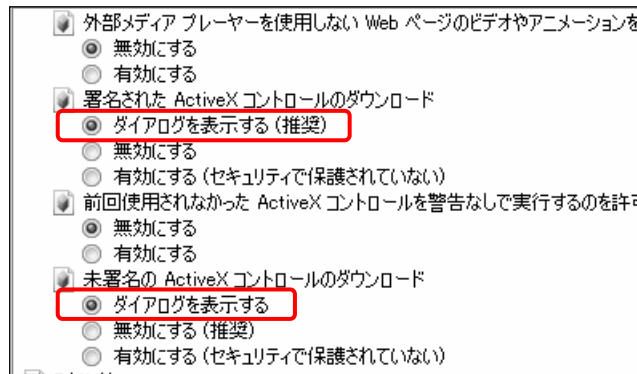 外部メディア プレーヤーを使用しない Web ページのビデオやアニメーションを
無効にする
有効にする
署名された ActiveX コントロールのダウンロード
ダイアログを表示する (推奨)
無効にする
有効にする (セキュリティで保護されていない)
前回使用されなかった ActiveX コントロールを警告なしで実行するのを許可
無効にする
有効にする
未署名の ActiveX コントロールのダウンロード
ダイアログを表示する
無効にする (推奨)
有効にする (セキュリティで保護されていない)